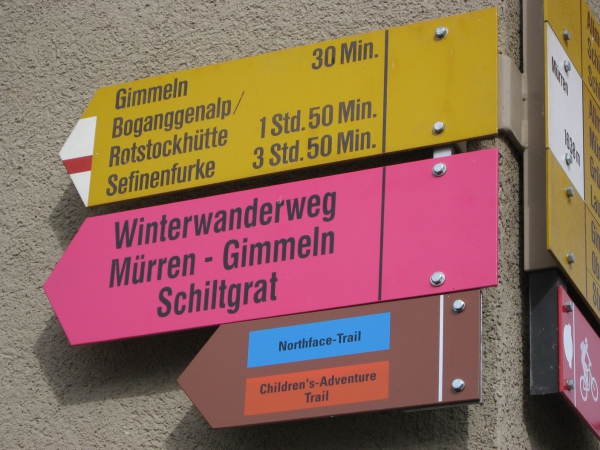 Gimmeln 30 Min.
Boganggenalp/
Rotstockhütte 1 Std. 50 Min.
Sefinenfurke 3 Std. 50 Min.
Winterwanderweg
Mürren - Gimmeln
Schiltgrat
Northface-Trail
Children's-Adventure
Trail
Mürren
1638 m